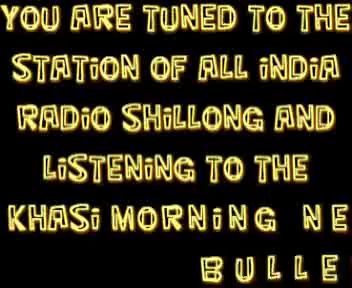 YOU ARE TUNED TO THE
STATiON OF ALL iNDiA
RADiO SHiLLONG AND
LiSTENiNG TO THE
KHASi MORNiNG NE
BULLE